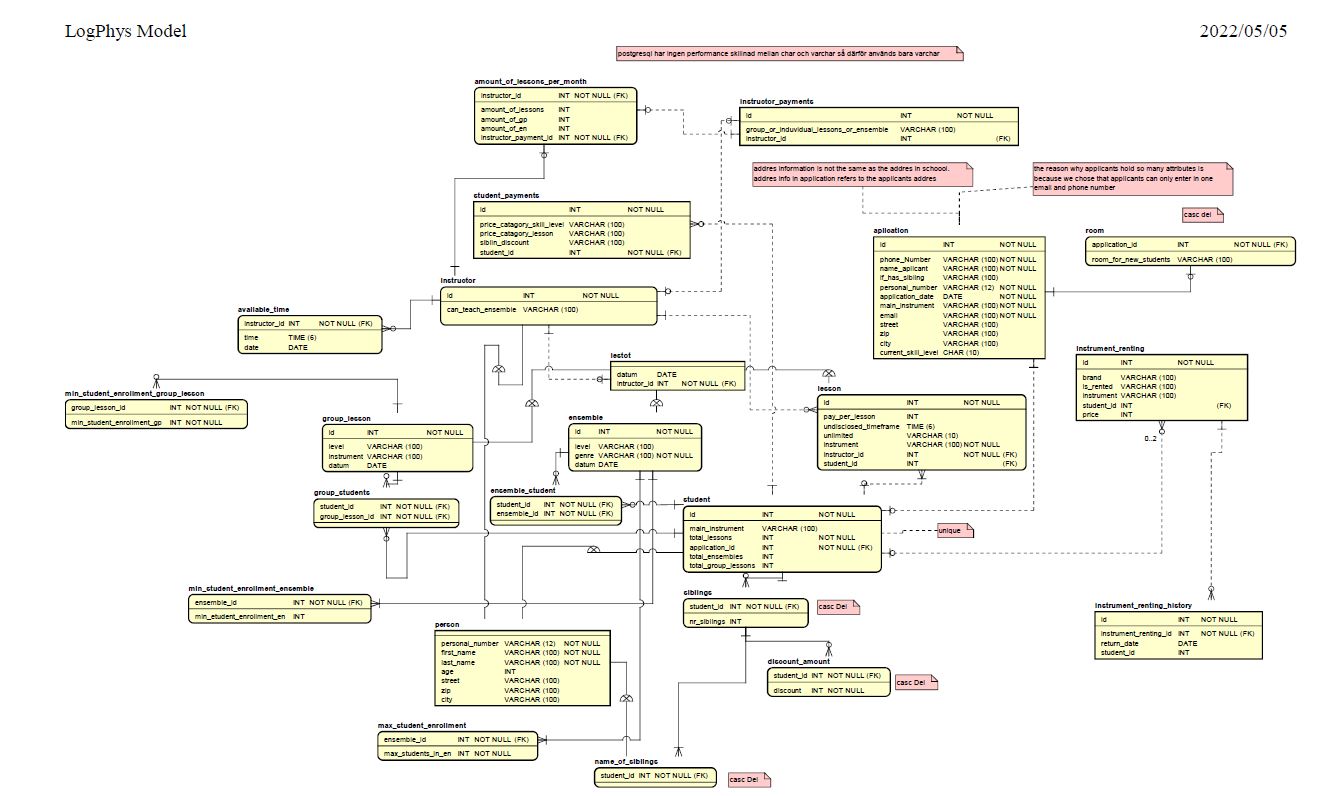 LogPhys Model
2022/05/05
postgresql har ingen performance skillnad mellan char och varchar så därför används bara varchar
amount_of_lessons_per_month
instructor_id INT NOT NULL (FK)
amount_of_lessons INT
amount_of_gp INT
amount_of_en INT
instructor_payment_id INT NOT NULL (FK)
instructor_payments
id INT NOT NULL
group_or_induvidual_lessons_or_ensemble VARCHAR (100)
instructor_id INT (FK)
addres information is not the same as the addres in schoool.
addres info in application refers to the applicants addres
the reason why applicants hold so many attributes is
because we chose that applicants can only enter in one
email and phone number
student_payments
id INT NOT NULL
price_catagory_skill_level VARCHAR (100)
price_catagory_lesson VARCHAR (100)
siblin_discount VARCHAR (100)
student_id INT NOT NULL (FK)
casc del
apllcation
id INT NOT NULL
phone_Number VARCHAR (100) NOT NULL
name_aplicant VARCHAR (100) NOT NULL
if_has_sibling VARCHAR (100)
personal_number VARCHAR (12) NOT NULL
application_date DATE NOT NULL
main_instrument VARCHAR (100) NOT NULL
email VARCHAR (100) NOT NULL
street VARCHAR (100)
zip VARCHAR (100)
city VARCHAR (100)
current_skill_level CHAR (10)
room
application_id INT NOT NULL (FK)
room_for_new_students VARCHAR (100)
instructor
id INT NOT NULL
can_teach_ensemble VARCHAR (100)
available_time
instructor_id INT NOT NULL (FK)
time TIME (6)
date DATE
lestot
datum DATE
intructor_id INT NOT NULL (FK)
instrument_renting
id INT NOT NULL
brand VARCHAR (100)
is_rented VARCHAR (100)
instrument VARCHAR (100)
student_id INT (FK)
price INT
0..2
min_student_enrollment_group_lesson
group_lesson_id INT NOT NULL (FK)
min_student_enrollment_gp INT NOT NULL
lesson
id INT NOT NULL
pay_per_lesson INT
undisclosed_timeframe TIME (6)
unlimited VARCHAR (10)
instrument VARCHAR (100) NOT NULL
instructor_id INT NOT NULL (FK)
student_id INT (FK)
group_lesson
id INT NOT NULL
level VARCHAR (100)
instrument VARCHAR (100)
datum DATE
ensemble
id INT NOT NULL
level VARCHAR (100)
genre VARCHAR (100) NOT NULL
datum DATE
group_students
student_id INT NOT NULL (FK)
group_lesson_id INT NOT NULL (FK)
ensemble_student
student_id INT NOT NULL (FK)
ensemble_id INT NOT NULL (FK)
student
id INT NOT NULL
main_instrument VARCHAR (100)
total_lessons INT NOT NULL
application_id INT NOT NULL (FK)
total_ensembles INT
total_group_lessons INT
unique
min_student_enrollment_ensemble
ensemble_id INT NOT NULL (FK)
min_student_enrollment_en INT
siblings
student_id INT NOT NULL (FK)
nr_siblings INT
casc Del
instrument_renting_history
id INT NOT NULL
instrument_renting_id INT NOT NULL (FK)
return_date DATE
student_id INT
person
personal_number VARCHAR (12) NOT NULL
first_name VARCHAR (100) NOT NULL
last_name VARCHAR (100) NOT NULL
age INT
street VARCHAR (100)
zip VARCHAR (100)
city VARCHAR (100)
discount_amount
student_id INT NOT NULL (FK)
discount INT NOT NULL
casc Del
max_student_enrollment
ensemble_id INT NOT NULL (FK)
max_students_in_en INT NOT NULL
name_of_siblings
student_id INT NOT NULL (FK)
casc Del